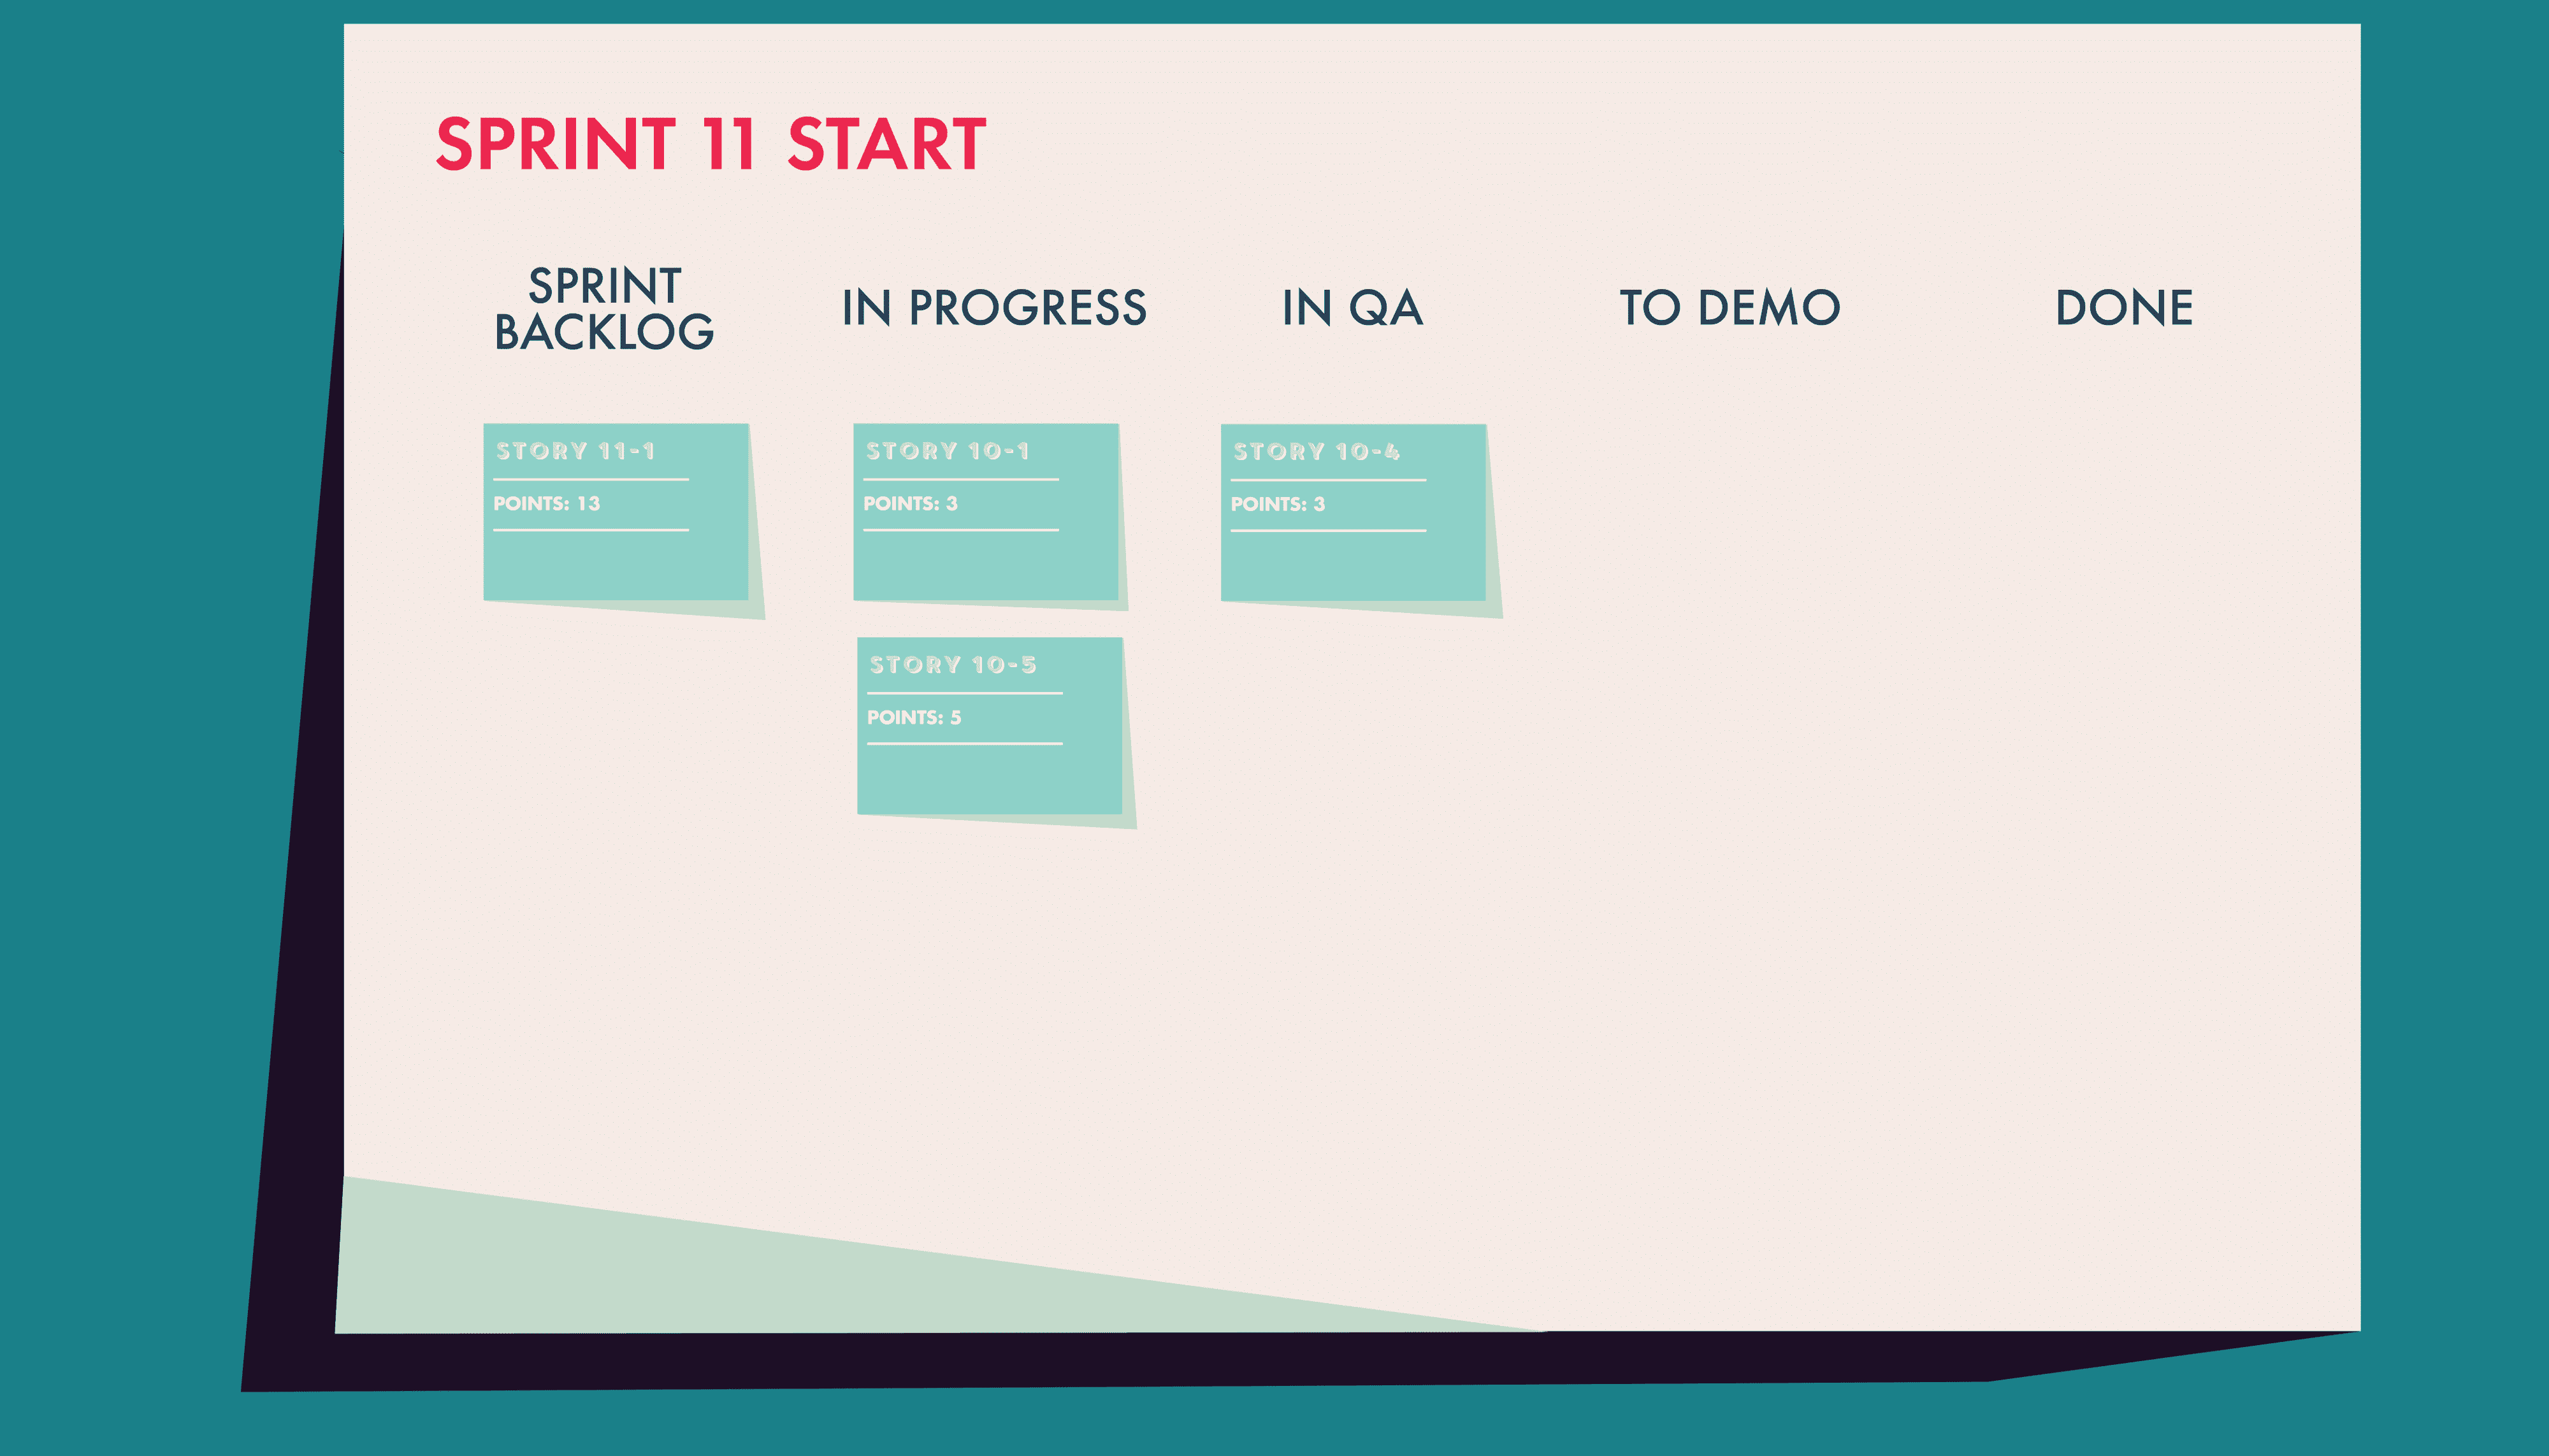 SPRINT 11 START
SPRINT
BACKLOG
IN PROGRESS
IN QA
TO DEMO
DONE
STORY 11-1
POINTS: 13
STORY 10-1
POINTS: 3
STORY 10-5
POINTS: 5
STORY 10-4
POINTS: 3